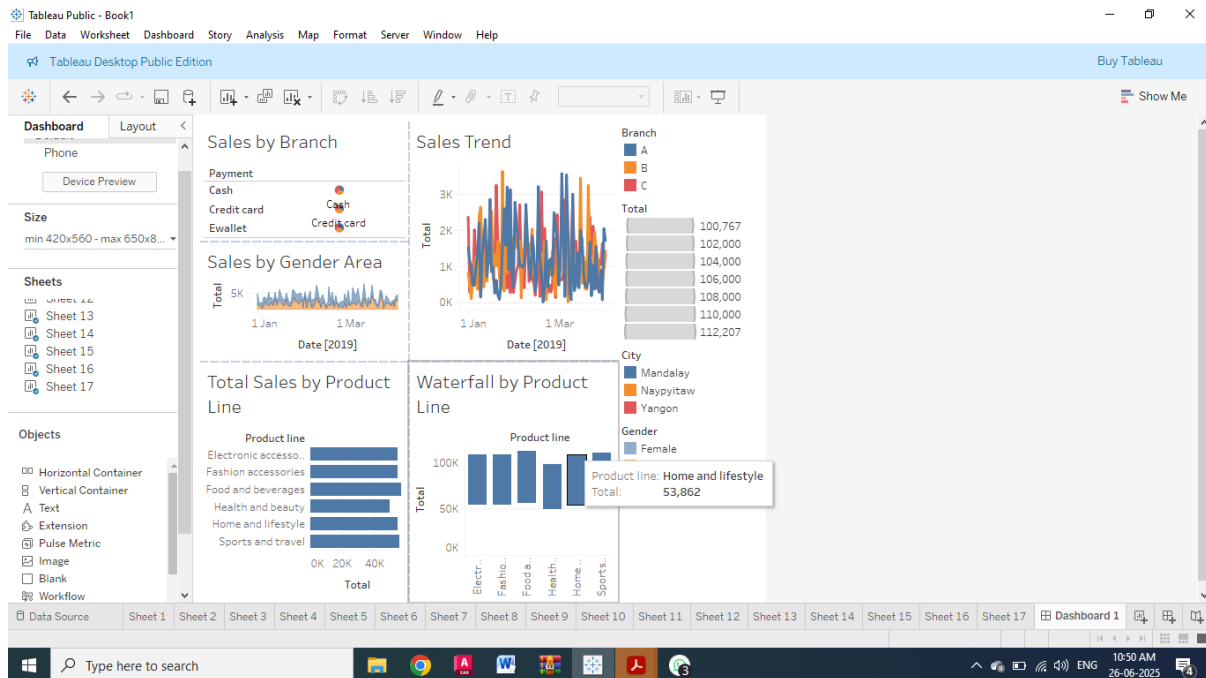 Tableau Public - Book1
File Data Worksheet Dashboard Story Analysis Map Format Server Window Help
Tableau Desktop Public Edition
Buy Tableau
Show Me
Dashboard Layout
Phone
Device Preview
Size
min 420x560 - max 650x8...
Sheets
Sheet 12
Sheet 13
Sheet 14
Sheet 15
Sheet 16
Sheet 17
Objects
Horizontal Container
Vertical Container
Text
Extension
Pulse Metric
Image
Blank
Workflow
Sales by Branch
Payment
Cash
Cash
Credit card
Credit card
Ewallet
Sales by Gender Area
Total
5K
1 Jan 1 Mar
Date [2019]
Sales Trend
Total
3K
2K
1K
0K
1 Jan 1 Mar
Date [2019]
Total Sales by Product
Line
Product line
Electronic accesso..
Fashion accessories
Food and beverages
Health and beauty
Home and lifestyle
Sports and travel
0K 20K 40K
Total
Waterfall by Product
Line
Product line
Total
100K
50K
0K
Electr..
Fashio..
Food a..
Health..
Home ..
Sports..
Product line: Home and lifestyle
Total: 53,862
Branch
A
B
C
Total
100,767
102,000
104,000
106,000
108,000
110,000
112,207
City
Mandalay
Naypyitaw
Yangon
Gender
Female
Data Source Sheet 1 Sheet 2 Sheet 3 Sheet 4 Sheet 5 Sheet 6 Sheet 7 Sheet 8 Sheet 9 Sheet 10 Sheet 11 Sheet 12 Sheet 13 Sheet 14 Sheet 15 Sheet 16 Sheet 17 Dashboard 1
Type here to search
A
CAD
W
3
ENG
10:50 AM
26-06-2025
4